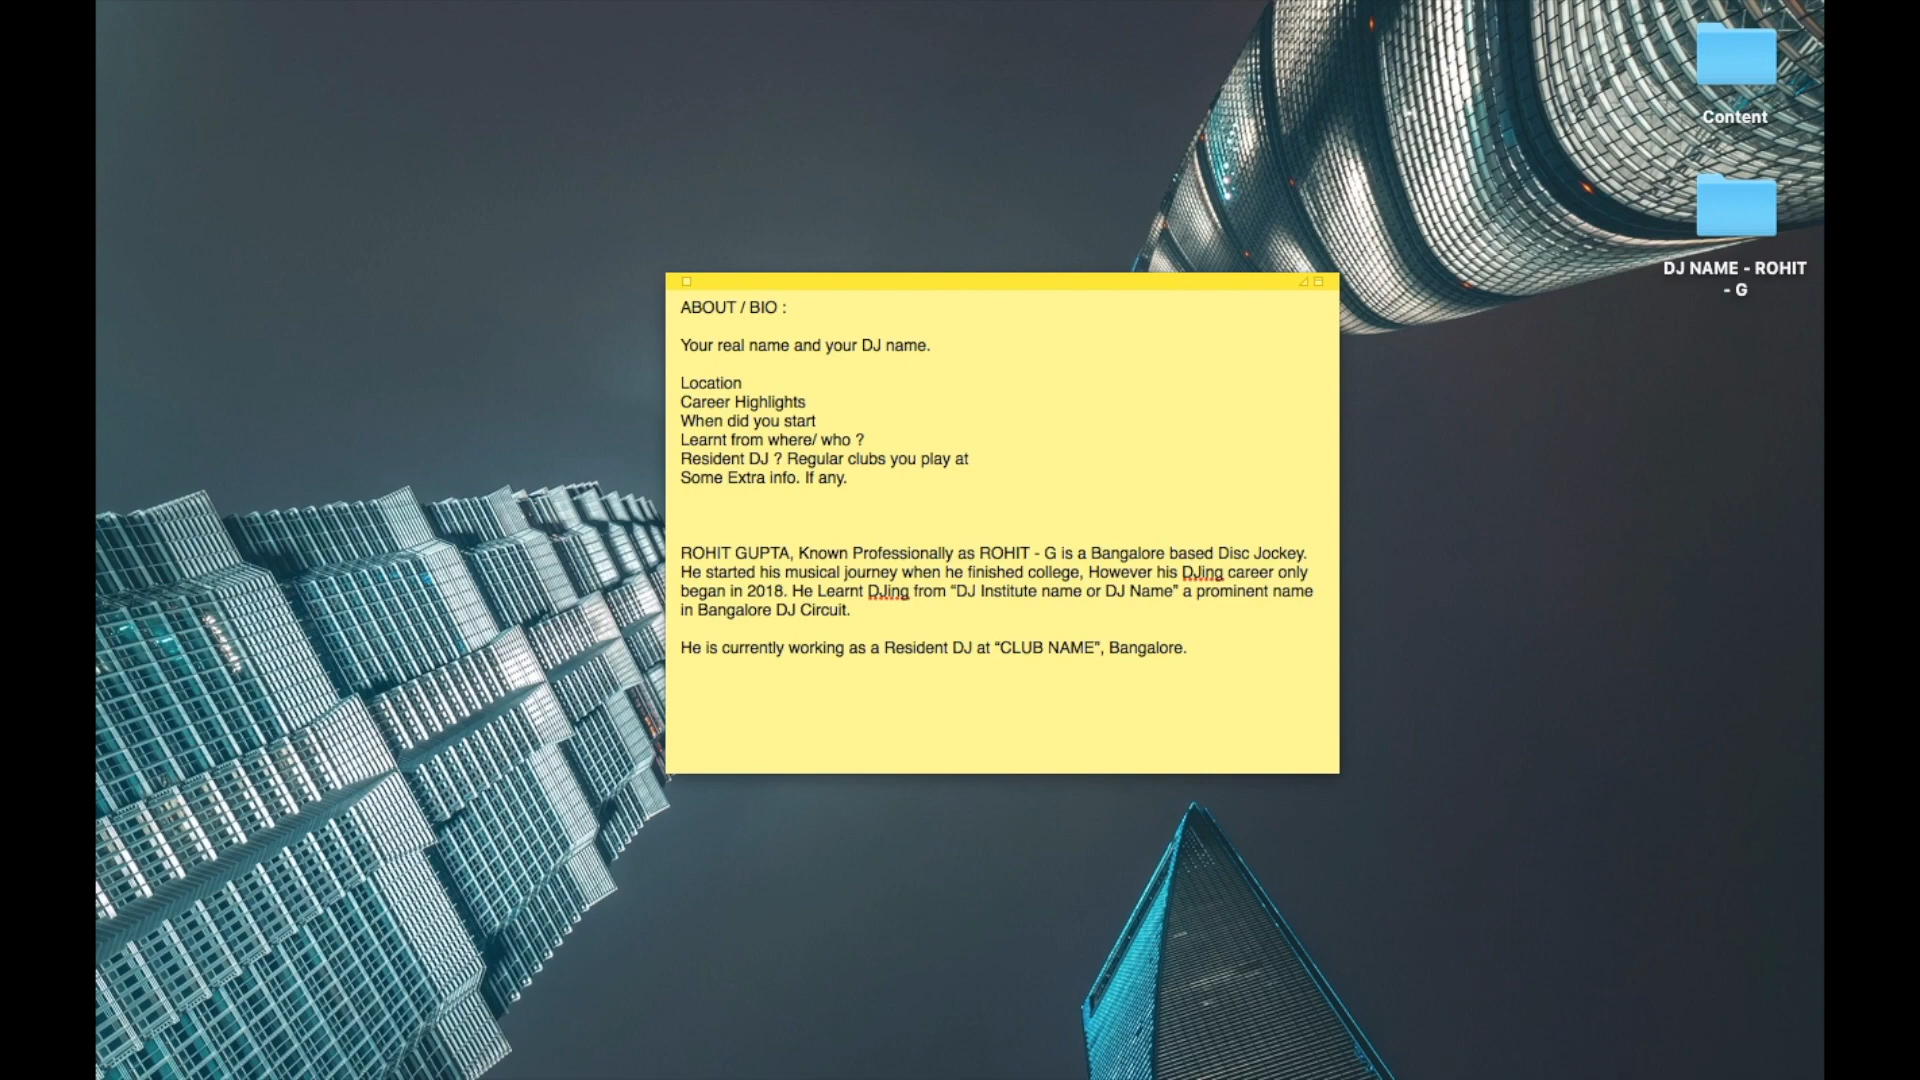 Content
DJ NAME - ROHIT
- G
ABOUT / BIO :
Your real name and your DJ name.
Location
Career Highlights
When did you start
Learnt from where/ who ?
Resident DJ ? Regular clubs you play at
Some Extra info. If any.
ROHIT GUPTA, Known Professionally as ROHIT - G is a Bangalore based Disc Jockey.
He started his musical journey when he finished college, However his DJing career only
began in 2018. He Learnt DJing from “DJ Institute name or DJ Name” a prominent name
in Bangalore DJ Circuit.
He is currently working as a Resident DJ at “CLUB NAME”, Bangalore.